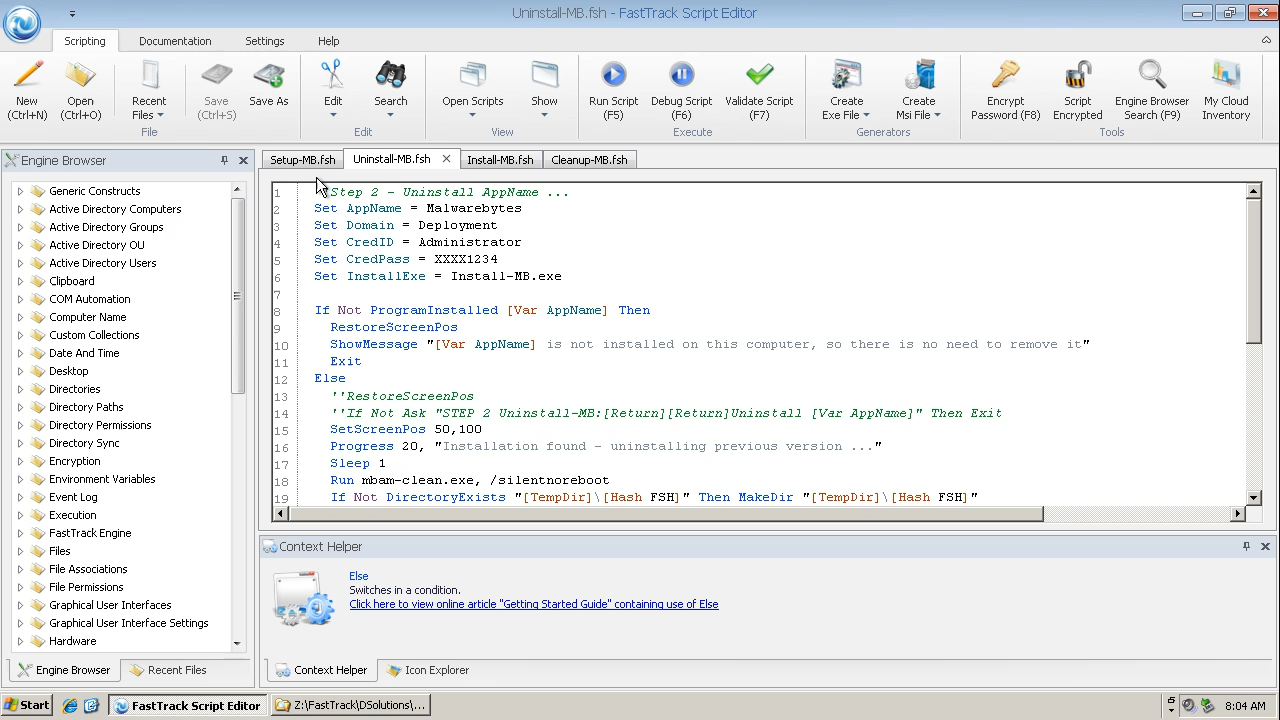 Uninstall-MB.fsh - FastTrack Script Editor
Scripting
Documentation
Settings
Help
New
(Ctrl+N)
Open
(Ctrl+O)
Recent
Files
Save
(Ctrl+S)
Save As
File
Edit
Search
Edit
Open Scripts
Show
View
Run Script
(F5)
Debug Script
(F6)
Validate Script
(F7)
Execute
Create
Exe File
Create
Msi File
Generators
Encrypt
Password (F8)
Script
Encrypted
Engine Browser
Search (F9)
My Cloud
Inventory
Tools
Engine Browser
Generic Constructs
Active Directory Computers
Active Directory Groups
Active Directory OU
Active Directory Users
Clipboard
COM Automation
Computer Name
Custom Collections
Date And Time
Desktop
Directories
Directory Paths
Directory Permissions
Directory Sync
Encryption
Environment Variables
Event Log
Execution
FastTrack Engine
Files
File Associations
File Permissions
Graphical User Interfaces
Graphical User Interface Settings
Hardware
Engine Browser
Recent Files
Setup-MB.fsh
Uninstall-MB.fsh
Install-MB.fsh
Cleanup-MB.fsh
1 Step 2 - Uninstall AppName ...
2 Set AppName = Malwarebytes
3 Set Domain = Deployment
4 Set CredID = Administrator
5 Set CredPass = XXXX1234
6 Set InstallExe = Install-MB.exe
7
8 If Not ProgramInstalled [Var AppName] Then
9 RestoreScreenPos
10 ShowMessage "[Var AppName] is not installed on this computer, so there is no need to remove it"
11 Exit
12 Else
13 ''RestoreScreenPos
14 ''If Not Ask "STEP 2 Uninstall-MB:[Return][Return]Uninstall [Var AppName]" Then Exit
15 SetScreenPos 50,100
16 Progress 20, "Installation found - uninstalling previous version ..."
17 Sleep 1
18 Run mbam-clean.exe, /silentnoreboot
19 If Not DirectoryExists "[TempDir]\[Hash FSH]" Then MakeDir "[TempDir]\[Hash FSH]"
Context Helper
Else
Switches in a condition.
Click here to view online article "Getting Started Guide" containing use of Else
Context Helper
Icon Explorer
Start
FastTrack Script Editor
Z:\FastTrack\DSolutions\...
8:04 AM